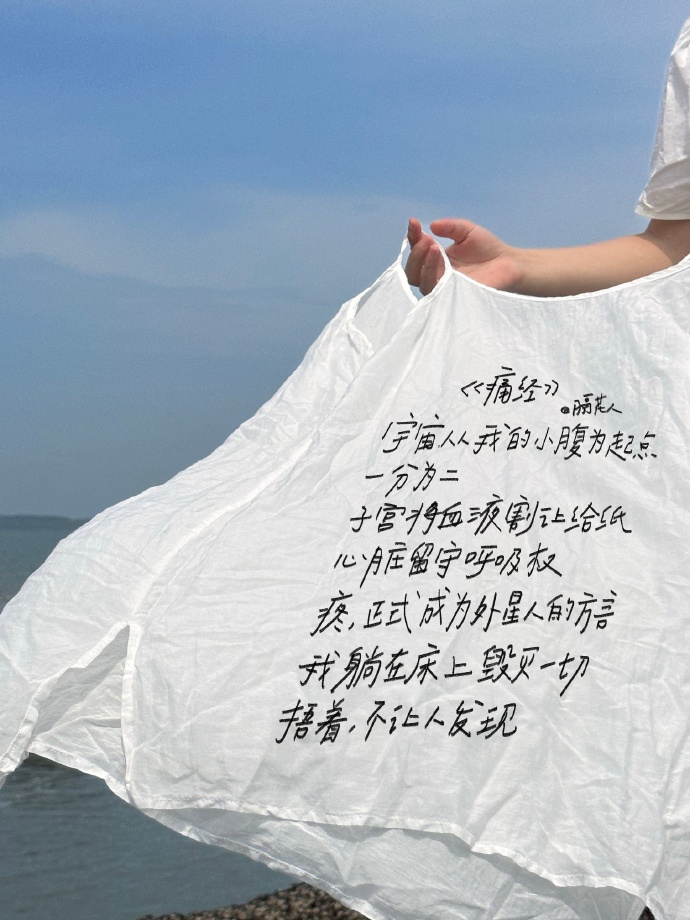 《痛经》
@隔花人
宇宙从我的小腹为起点
一分为二
子宫将血液割让给纸
心脏留守呼吸权
疼,正式成为外星人的方言
我躺在床上毁灭一切
捂着,不让人发现